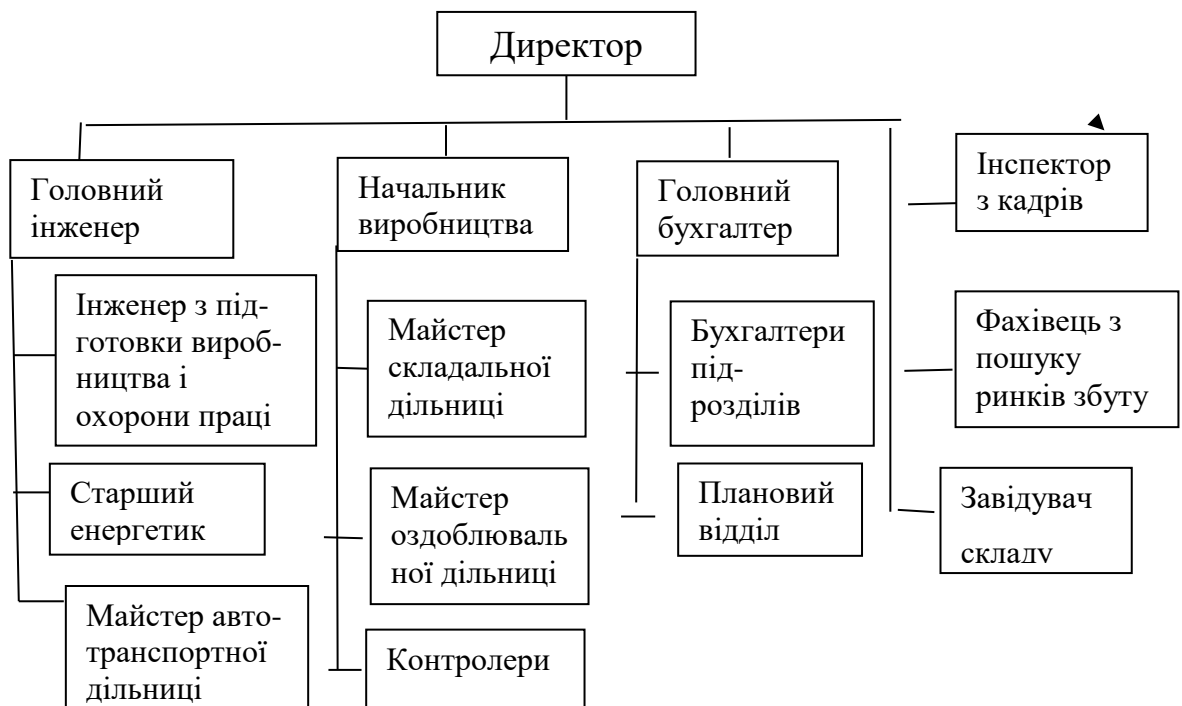 Директор
Головний
інженер
Начальник
виробництва
Головний
бухгалтер
Інспектор
з кадрів
Інженер з під-
готовки вироб-
ництва і
охорони праці
Майстер
складальної
дільниці
Бухгалтери
під-
розділів
Фахівець з
пошуку
ринків збуту
Старший
енергетик
Майстер
оздоблюваль
ної дільниці
Плановий
відділ
Завідувач
складу
Майстер авто-
транспортної
дільниці
Контролери